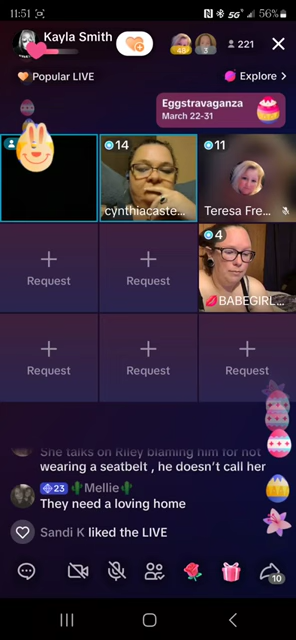 11:51
5G
56%
Kayla Smith
3
221
Popular LIVE
Explore >
Eggstravaganza
March 22-31
14
11
cynthiacaste...
Teresa Fre...
4
+
Request
+
Request
BABEGIRL...
+
Request
+
Request
+
Request
She talks on Riley blaming him for not
wearing a seatbelt , he doesn't call her
23 🌵Mellie🌵
They need a loving home
Sandi K liked the LIVE
10